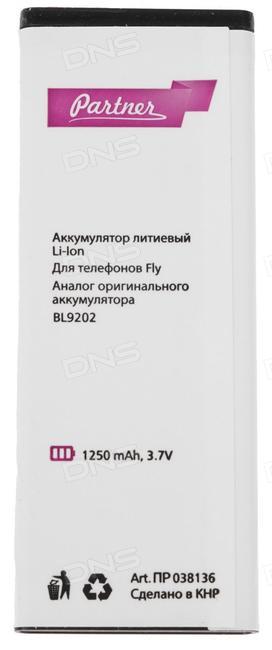 Partner
Аккумулятор литиевый
Li-Ion
Для телефонов Fly
Аналог оригинального
аккумулятора
BL9202
1250 mAh, 3.7V
Art. ПР 038136
Сделано в КНР
DNS
DNS
DNS
DNS
DNS
DNS